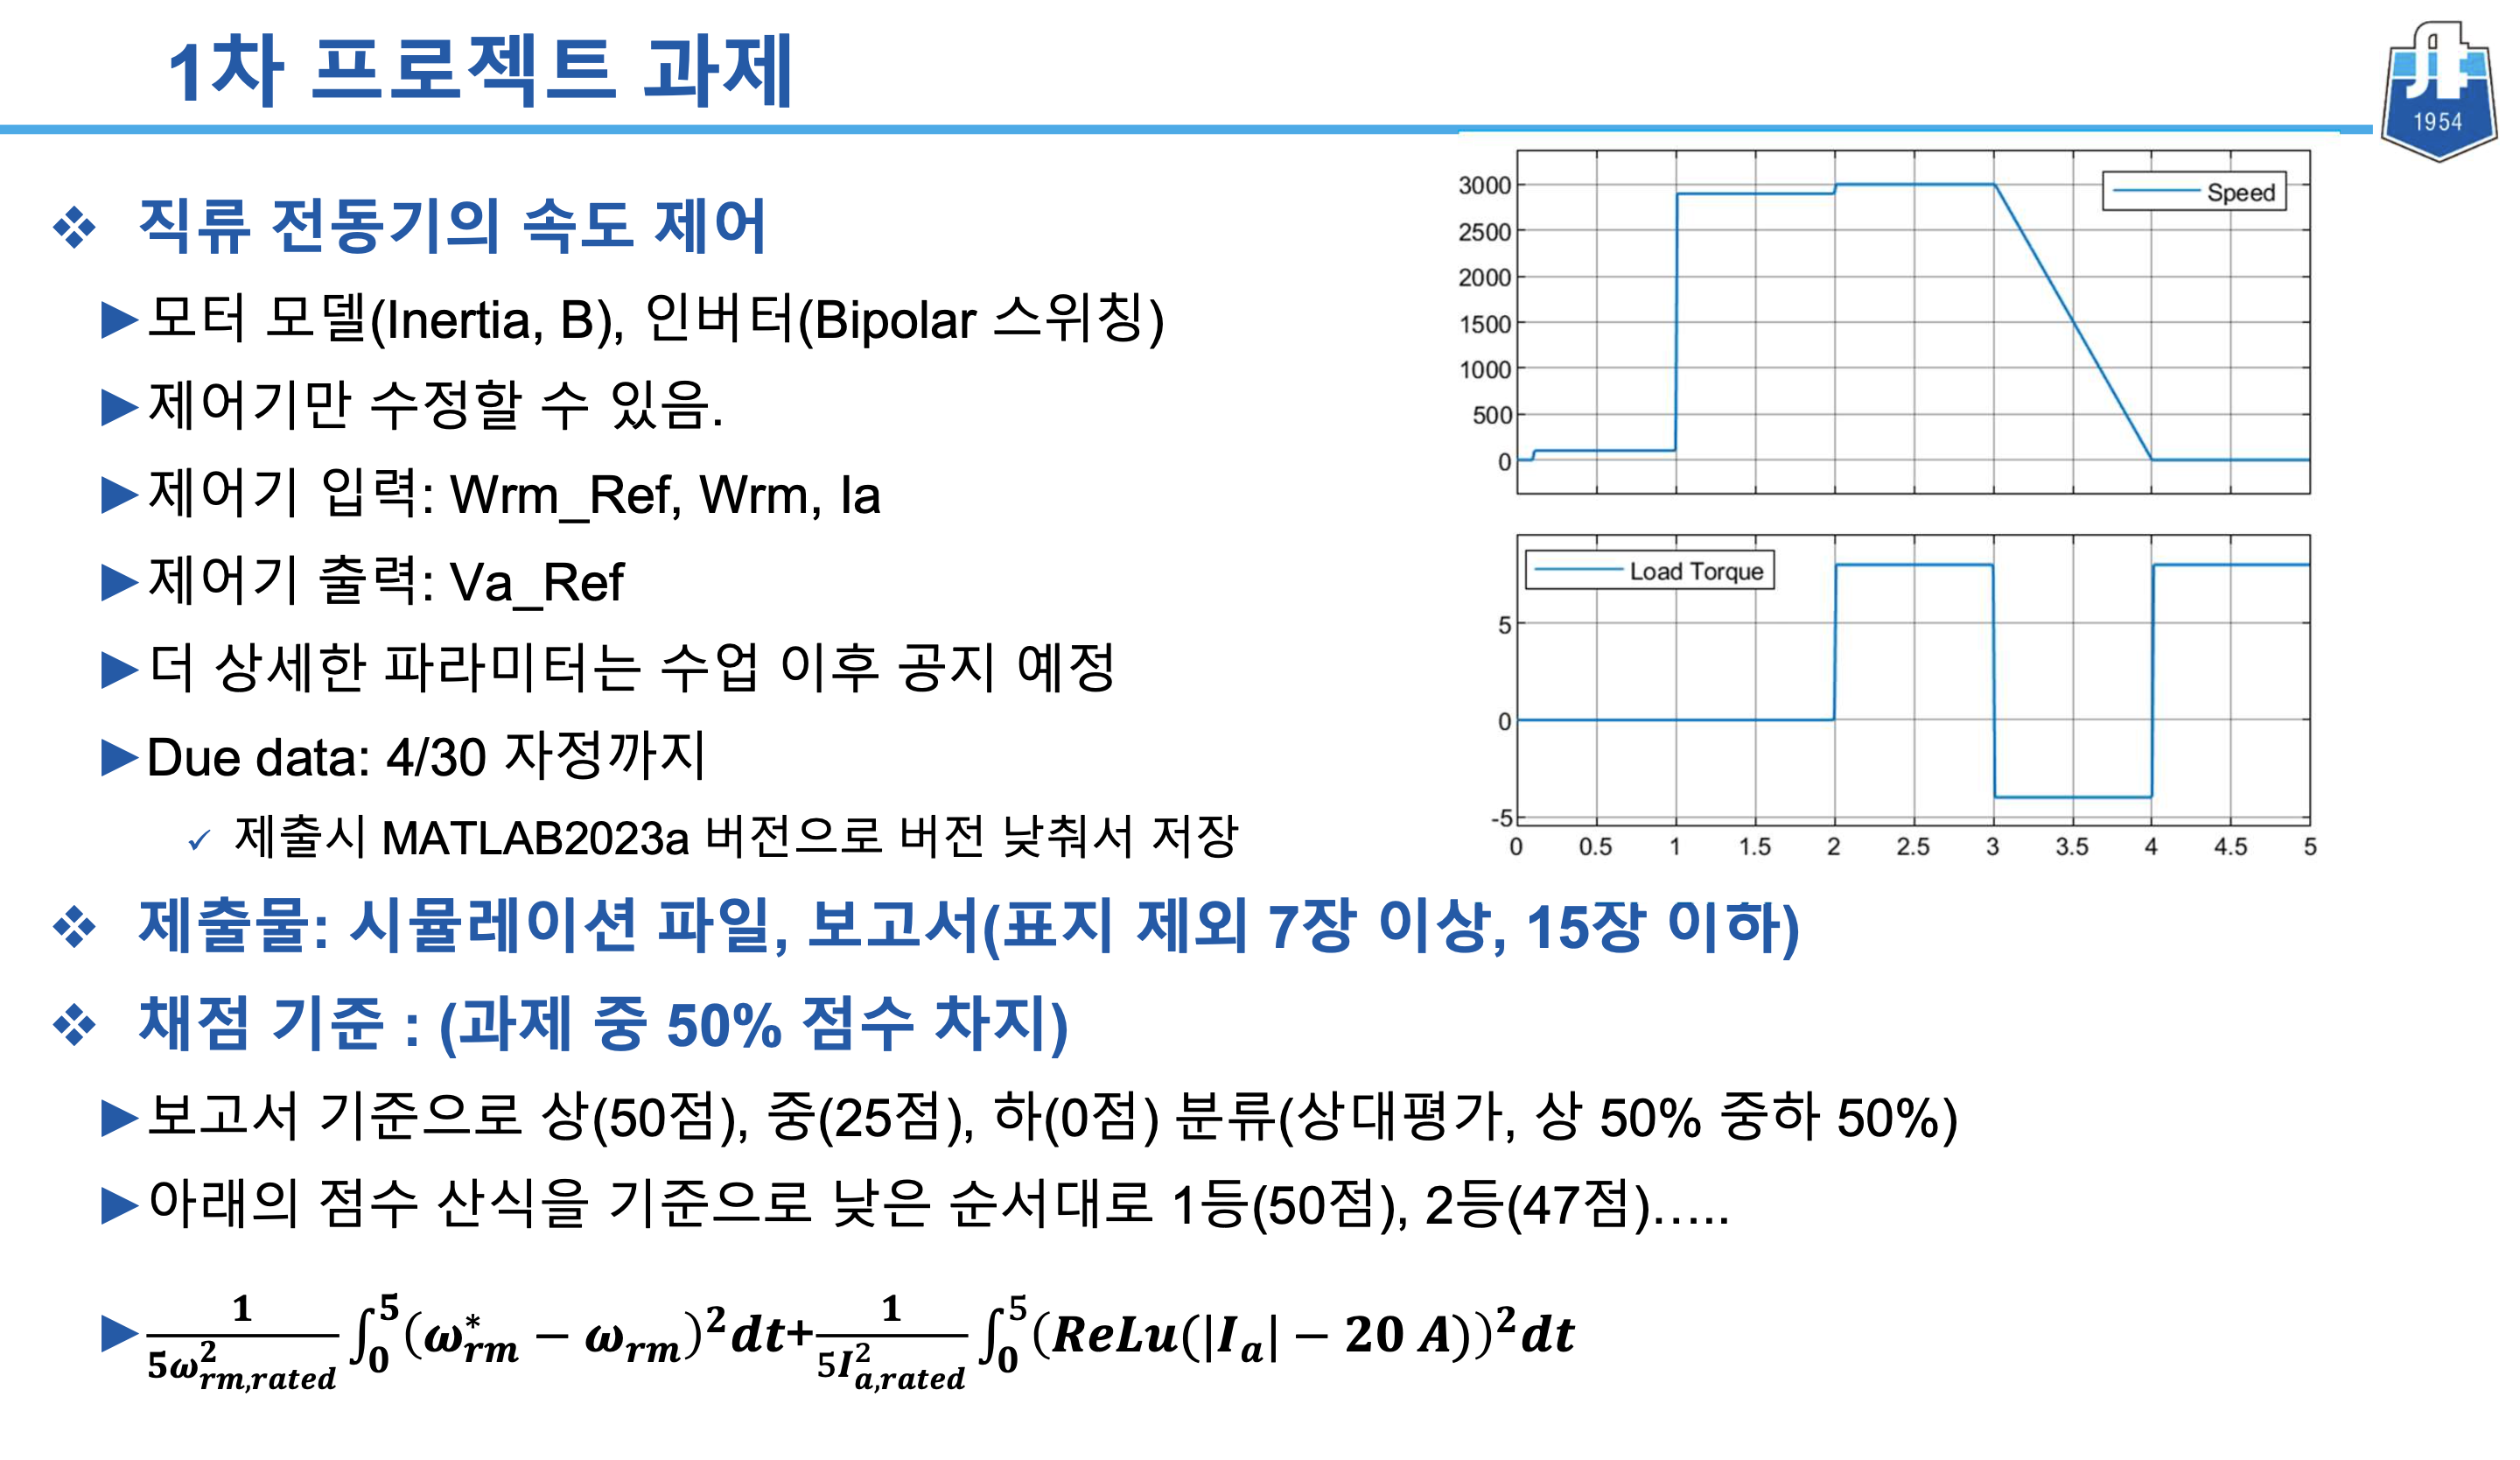 1차 프로젝트 과제
1954
❖ 직류 전동기의 속도 제어
▶모터 모델(Inertia, B), 인버터(Bipolar 스위칭)
▶제어기만 수정할 수 있음.
▶제어기 입력: Wrm_Ref, Wrm, Ia
▶제어기 출력: Va_Ref
▶더 상세한 파라미터는 수업 이후 공지 예정
▶Due data: 4/30 자정까지
✓ 제출시 MATLAB2023a 버전으로 버전 낮춰서 저장
Speed
3000
2500
2000
1500
1000
500
0
Load Torque
5
0
-5
0 0.5 1 1.5 2 2.5 3 3.5 4 4.5 5
❖ 제출물: 시뮬레이션 파일, 보고서(표지 제외 7장 이상, 15장 이하)
❖ 채점 기준 : (과제 중 50% 점수 차지)
▶보고서 기준으로 상(50점), 중(25점), 하(0점) 분류(상대평가, 상 50% 중하 50%)
▶아래의 점수 산식을 기준으로 낮은 순서대로 1등(50점), 2등(47점).....
▶$\frac{1}{5\omega_{rm,rated}^{2}} \int_0^5 (\omega_{rm}^{*} - \omega_{rm})^2 dt + \frac{1}{5I_{a,rated}^{2}} \int_0^5 (ReLu(|I_a| - 20 A))^2 dt$